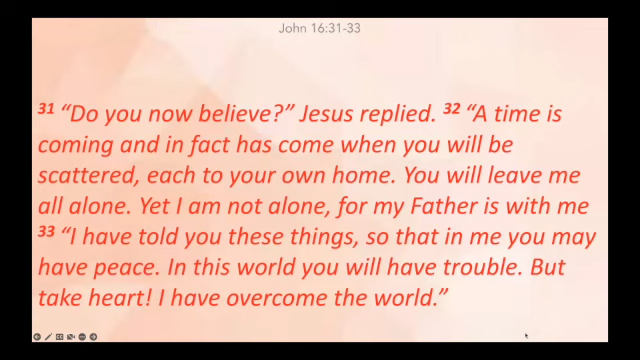 John 16:31-33
31 “Do you now believe?” Jesus replied. 32 “A time is
coming and in fact has come when you will be
scattered, each to your own home. You will leave me
all alone. Yet I am not alone, for my Father is with me
33 “I have told you these things, so that in me you may
have peace. In this world you will have trouble. But
take heart! I have overcome the world.”